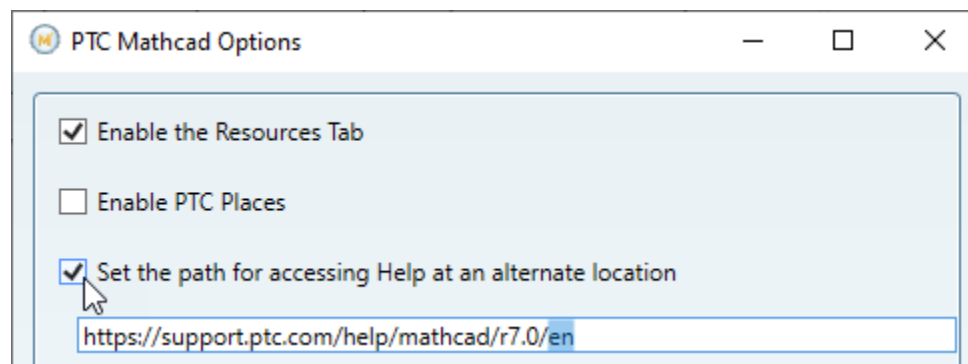 PTC Mathcad Options
Enable the Resources Tab
Enable PTC Places
Set the path for accessing Help at an alternate location
https://support.ptc.com/help/mathcad/r7.0/en